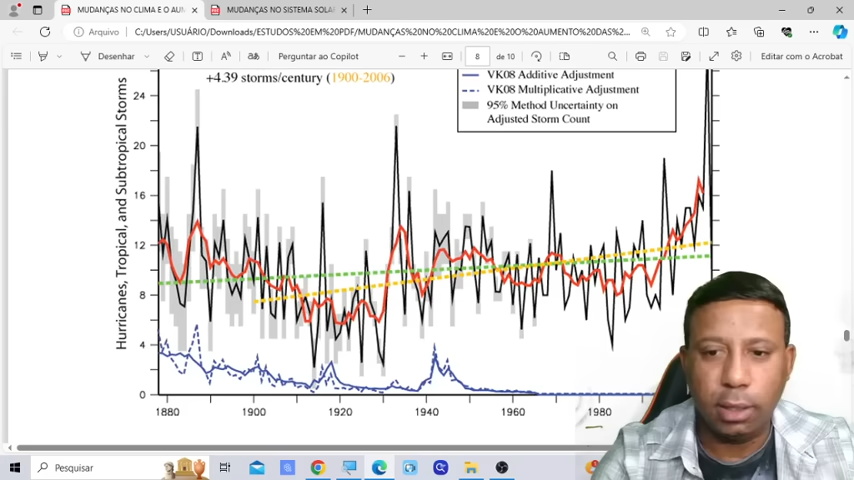 MUDANÇAS NO CLIMA E O AUM
MUDANÇAS NO SISTEMA SOLA
Arquivo
C:/Users/USUÁRIO/Downloads/ESTUDOS%20EM%20PDF/MUDANÇAS%20NO%20CLIMA%20E%20O%20AUMENTO%20DAS%20...
Desenhar
Perguntar ao Copilot
8
de 10
Editar com o Acrobat
+4.39 storms/century (1900-2006)
VK08 Additive Adjustment
VK08 Multiplicative Adjustment
95% Method Uncertainty on
Adjusted Storm Count
Hurricanes, Tropical, and Subtropical Storms
24
20
16
12
8
4
0
1880
1900
1920
1940
1960
1980
Pesquisar